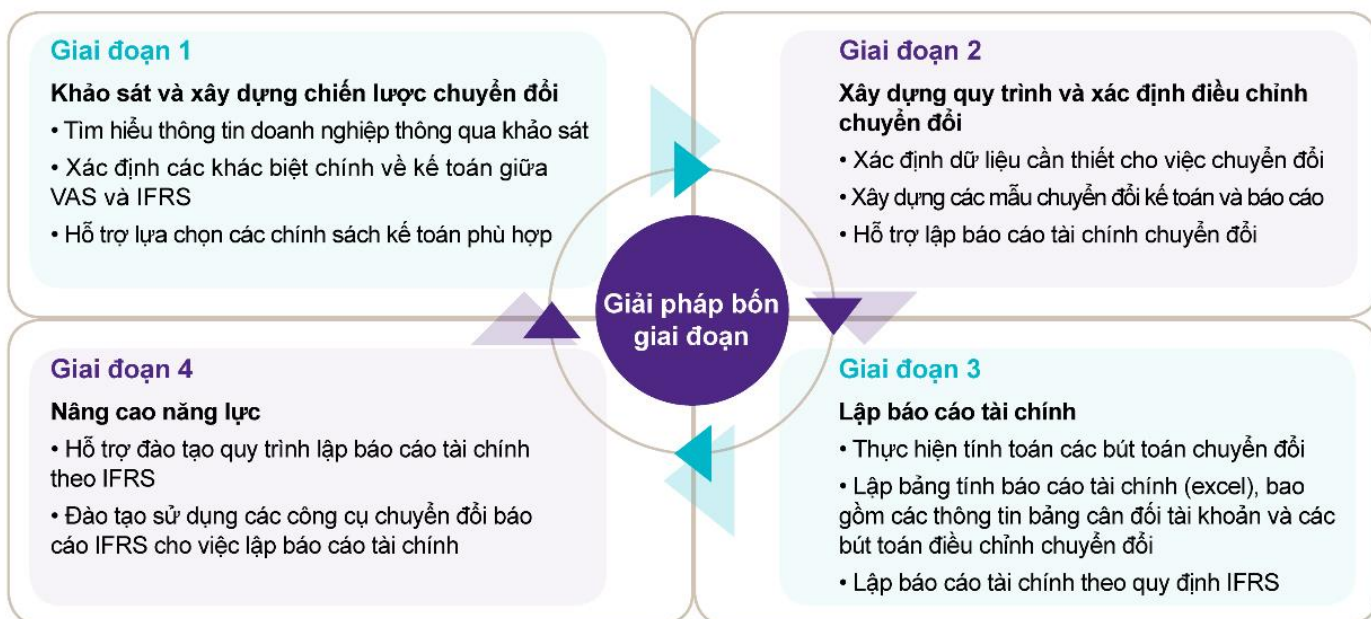 Giai đoạn 1
Khảo sát và xây dựng chiến lược chuyển đổi
• Tìm hiểu thông tin doanh nghiệp thông qua khảo sát
• Xác định các khác biệt chính về kế toán giữa
VAS và IFRS
• Hỗ trợ lựa chọn các chính sách kế toán phù hợp
Giai đoạn 2
Xây dựng quy trình và xác định điều chỉnh
chuyển đổi
• Xác định dữ liệu cần thiết cho việc chuyển đổi
• Xây dựng các mẫu chuyển đổi kế toán và báo cáo
• Hỗ trợ lập báo cáo tài chính chuyển đổi
Giải pháp bốn
giai đoạn
Giai đoạn 4
Nâng cao năng lực
• Hỗ trợ đào tạo quy trình lập báo cáo tài chính
theo IFRS
• Đào tạo sử dụng các công cụ chuyển đổi báo
cáo IFRS cho việc lập báo cáo tài chính
Giai đoạn 3
Lập báo cáo tài chính
• Thực hiện tính toán các bút toán chuyển đổi
• Lập bảng tính báo cáo tài chính (excel), bao
gồm các thông tin bảng cân đối tài khoản và các
bút toán điều chỉnh chuyển đổi
• Lập báo cáo tài chính theo quy định IFRS